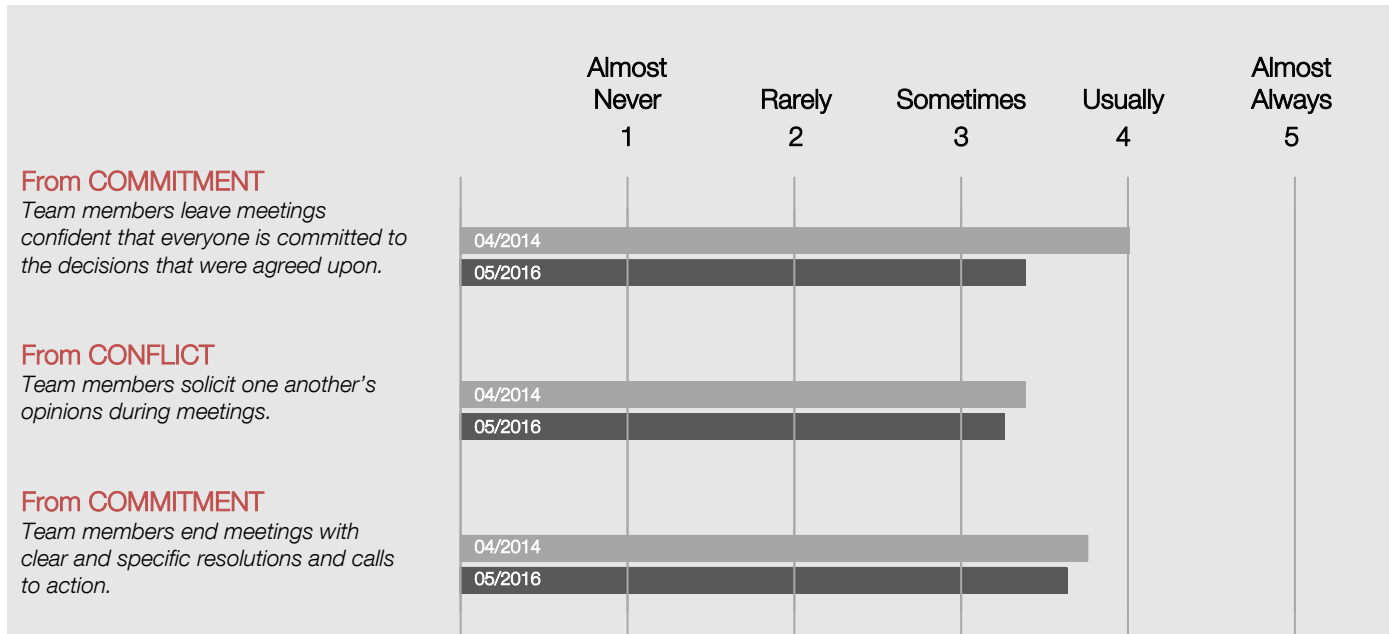 Almost
Never
Rarely
Sometimes
Usually
Almost
Always
1
2
3
4
5
From COMMITMENT
Team members leave meetings
confident that everyone is committed to
the decisions that were agreed upon.
04/2014
05/2016
From CONFLICT
Team members solicit one another’s
opinions during meetings.
04/2014
05/2016
From COMMITMENT
Team members end meetings with
clear and specific resolutions and calls
to action.
04/2014
05/2016